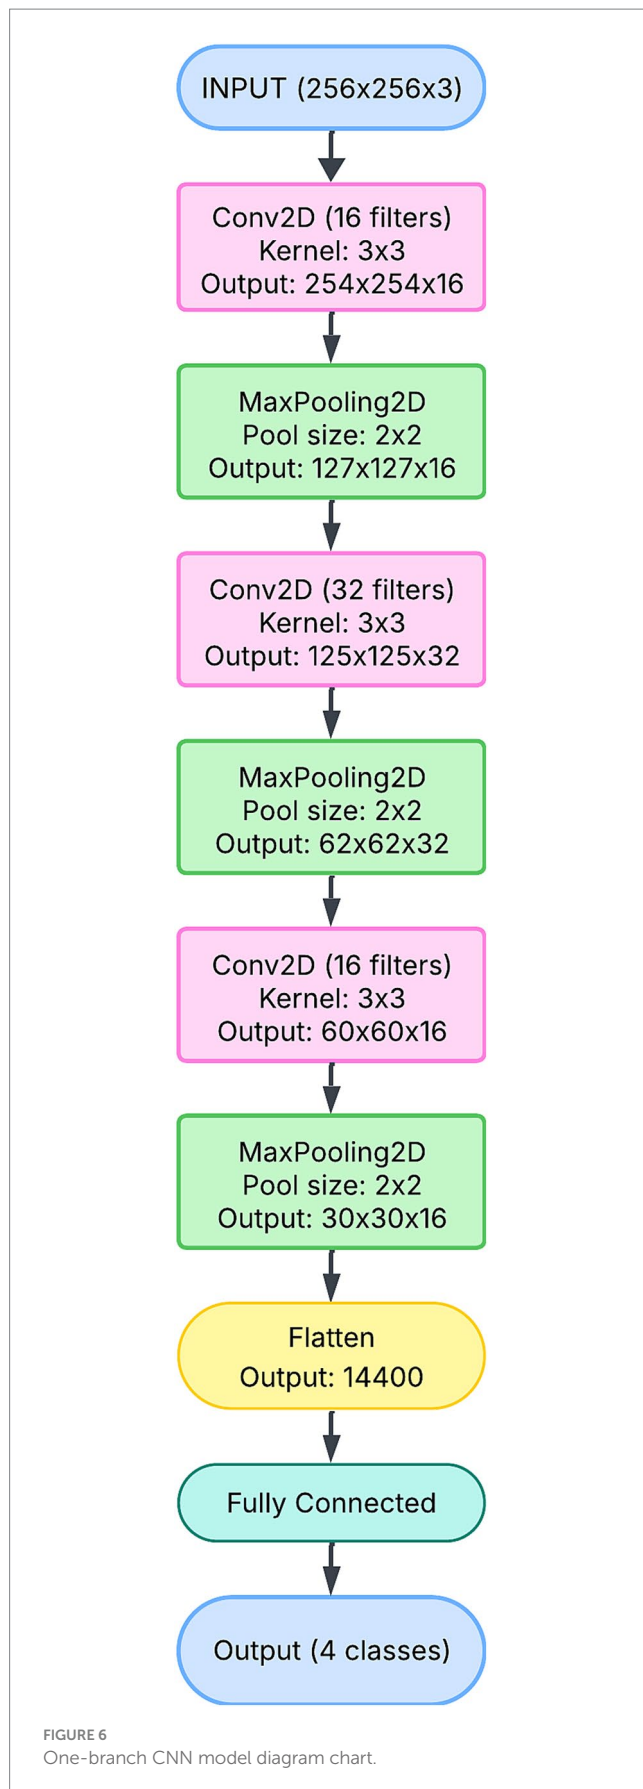 INPUT (256x256x3)
Conv2D (16 filters)
Kernel: 3x3
Output: 254x254x16
MaxPooling2D
Pool size: 2x2
Output: 127x127x16
Conv2D (32 filters)
Kernel: 3x3
Output: 125x125x32
MaxPooling2D
Pool size: 2x2
Output: 62x62x32
Conv2D (16 filters)
Kernel: 3x3
Output: 60x60x16
MaxPooling2D
Pool size: 2x2
Output: 30x30x16
Flatten
Output: 14400
Fully Connected
Output (4 classes)
FIGURE 6
One-branch CNN model diagram chart.